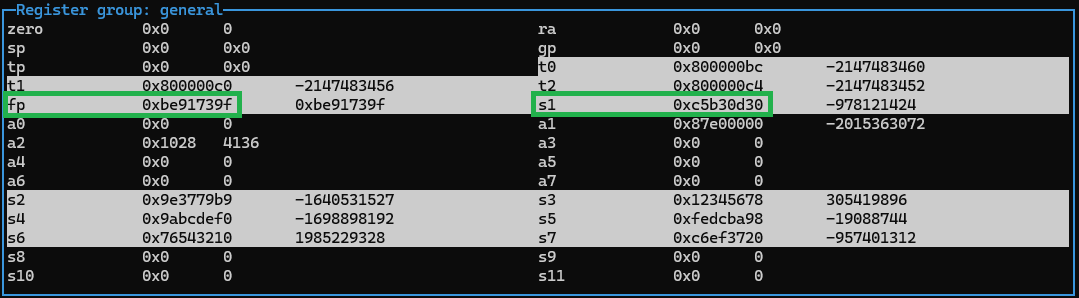 Register group: general
zero 0x0 0 ra 0x0 0x0
sp 0x0 0x0 gp 0x0 0x0
tp 0x0 0x0 t0 0x800000bc -2147483460
t1 0x800000c0 -2147483456 t2 0x800000c4 -2147483452
fp 0xbe91739f 0xbe91739f s1 0xc5b30d30 -978121424
a0 0x0 0 a1 0x87e00000 -2015363072
a2 0x1028 4136 a3 0x0 0
a4 0x0 0 a5 0x0 0
a6 0x0 0 a7 0x0 0
s2 0x9e3779b9 -1640531527 s3 0x12345678 305419896
s4 0x9abcdef0 -1698898192 s5 0xfedcba98 -19088744
s6 0x76543210 1985229328 s7 0xc6ef3720 -957401312
s8 0x0 0 s9 0x0 0
s10 0x0 0 s11 0x0 0